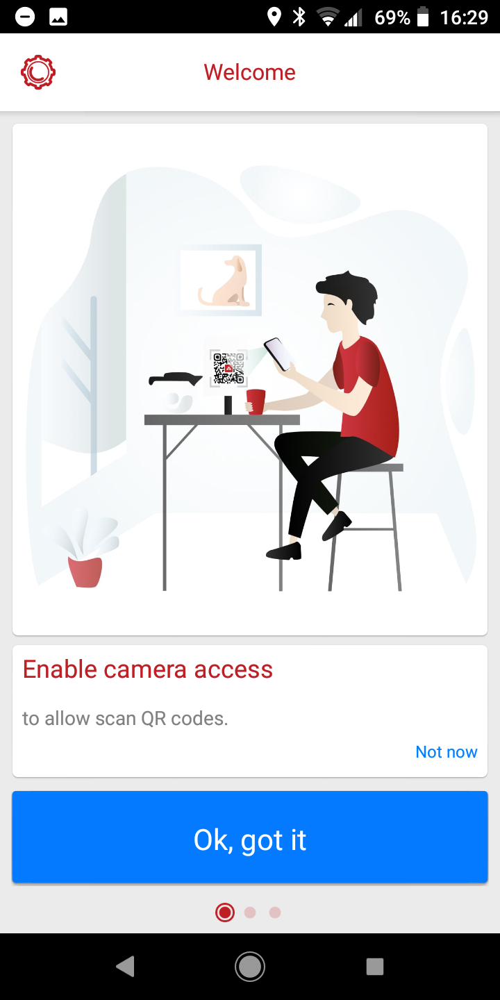 69% 16:29
Welcome
Enable camera access
to allow scan QR codes.
Not now
Ok, got it